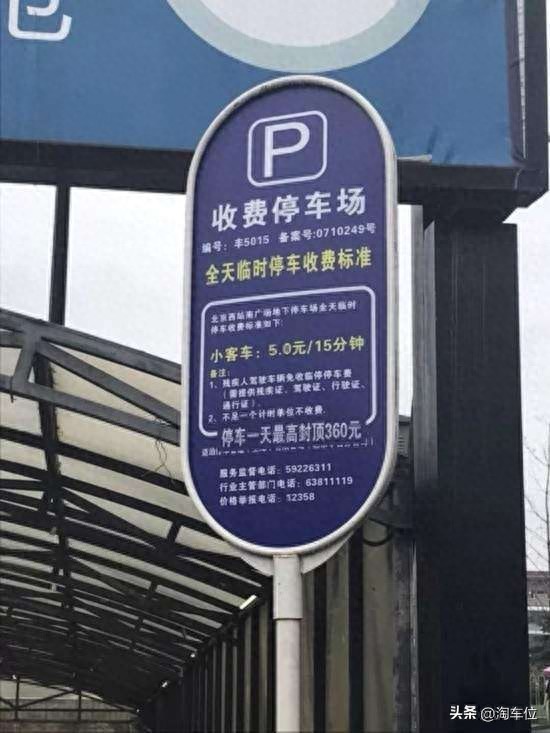 P
收费停车场
编号：丰5015 备案号:0710249号
全天临时停车收费标准
北京西站南广场地下停车场全天临时
停车收费标准如下:
小客车：5.0元/15分钟
备注：
1、残疾人驾驶车辆免收临停停车费
（需提供残疾证、驾驶证、行驶证、
通行证）.
2、不足一个计时单位不收费.
停车一天最高封顶360元
服务监督电话：59226311
行业主管部门电话：63811119
价格举报电话：12358
头条 @淘车位